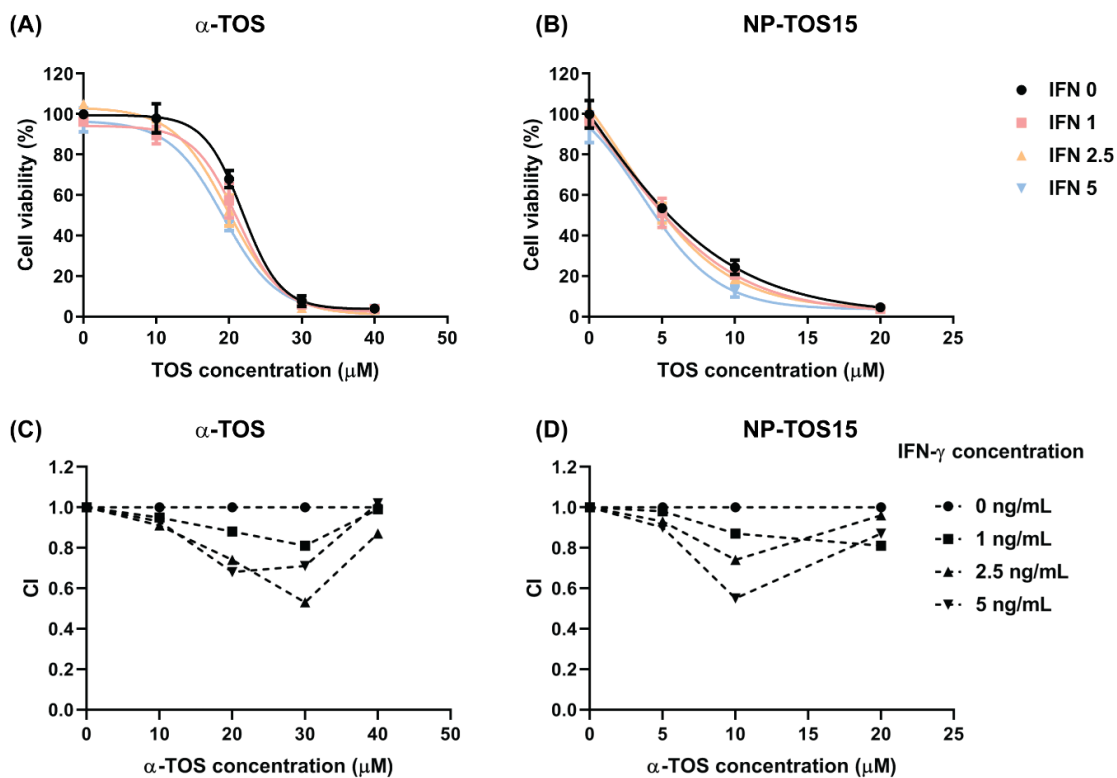 (A)
α-TOS
Cell viability (%)
120
100
80
60
40
20
0
0 10 20 30 40 50
TOS concentration (μM)
(B)
NP-TOS15
Cell viability (%)
120
100
80
60
40
20
0
0 5 10 15 20 25
TOS concentration (μM)
IFN 0
IFN 1
IFN 2.5
IFN 5
(C)
α-TOS
CI
1.2
1.0
0.8
0.6
0.4
0.2
0.0
0 10 20 30 40 50
α-TOS concentration (μM)
(D)
NP-TOS15
CI
1.2
1.0
0.8
0.6
0.4
0.2
0.0
0 5 10 15 20 25
α-TOS concentration (μM)
IFN-γ concentration
0 ng/mL
1 ng/mL
2.5 ng/mL
5 ng/mL